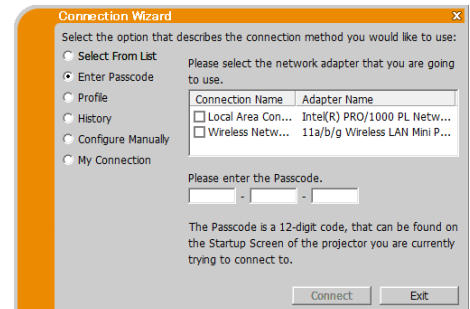 Connection Wizard
x
Select the option that describes the connection method you would like to use:
Select From List
Enter Passcode
Profile
History
Configure Manually
My Connection
Please select the network adapter that you are going
to use.
Connection Name Adapter Name
Local Area Con... Intel(R) PRO/1000 PL Netw...
Wireless Netw... 11a/b/g Wireless LAN Mini P...
Please enter the Passcode.
- -
The Passcode is a 12-digit code, that can be found on
the Startup Screen of the projector you are currently
trying to connect to.
Connect Exit